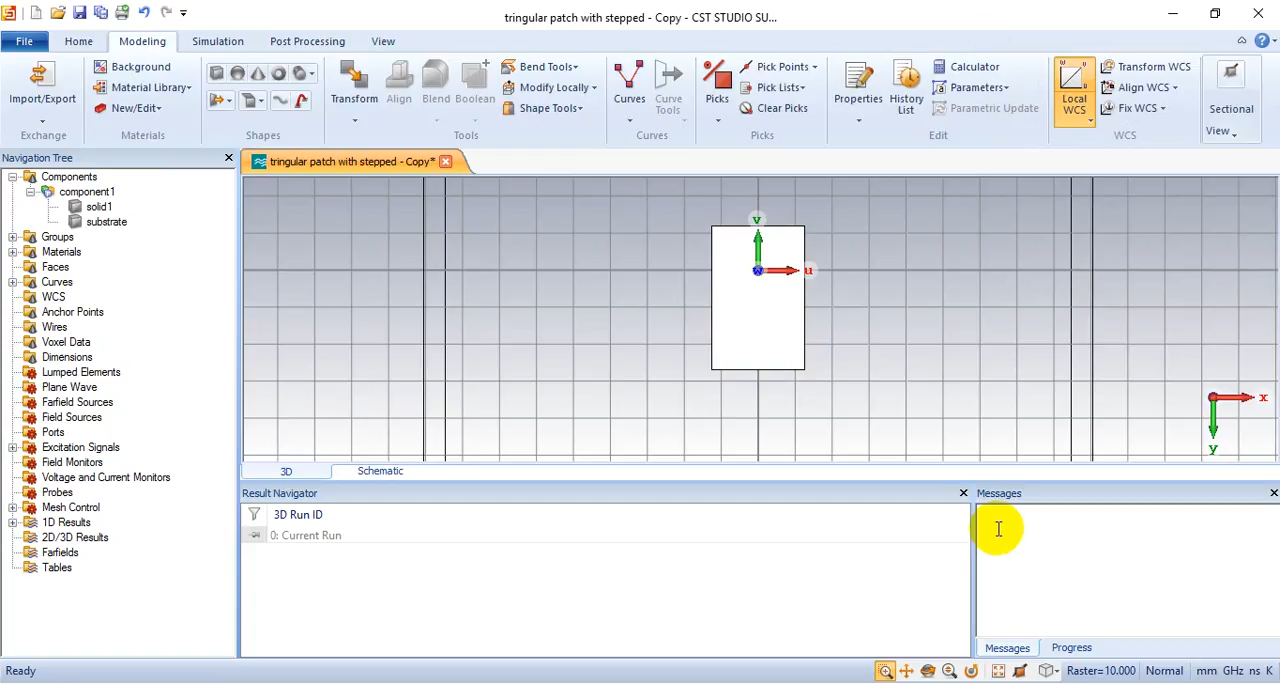 tringular patch with stepped - Copy - CST STUDIO SU...
File Home Modeling Simulation Post Processing View
Import/Export
Exchange
Background
Material Library
New/Edit
Materials
Shapes
Transform Align Blend Boolean
Bend Tools
Modify Locally
Shape Tools
Tools
Curves Curve Tools
Curves
Picks
Pick Points
Pick Lists
Clear Picks
Picks
Properties History List
Calculator
Parameters
Parametric Update
Edit
Local WCS
Transform WCS
Align WCS
Fix WCS
WCS
Sectional View
Navigation Tree
tringular patch with stepped - Copy*
Components
component1
solid1
substrate
Groups
Materials
Faces
Curves
WCS
Anchor Points
Wires
Voxel Data
Dimensions
Lumped Elements
Plane Wave
Farfield Sources
Field Sources
Ports
Excitation Signals
Field Monitors
Voltage and Current Monitors
Probes
Mesh Control
1D Results
2D/3D Results
Farfields
Tables
v
u
w
x
y
3D Schematic
Result Navigator
3D Run ID
0: Current Run
Messages
Messages Progress
Ready
Raster=10.000 Normal mm GHz ns K